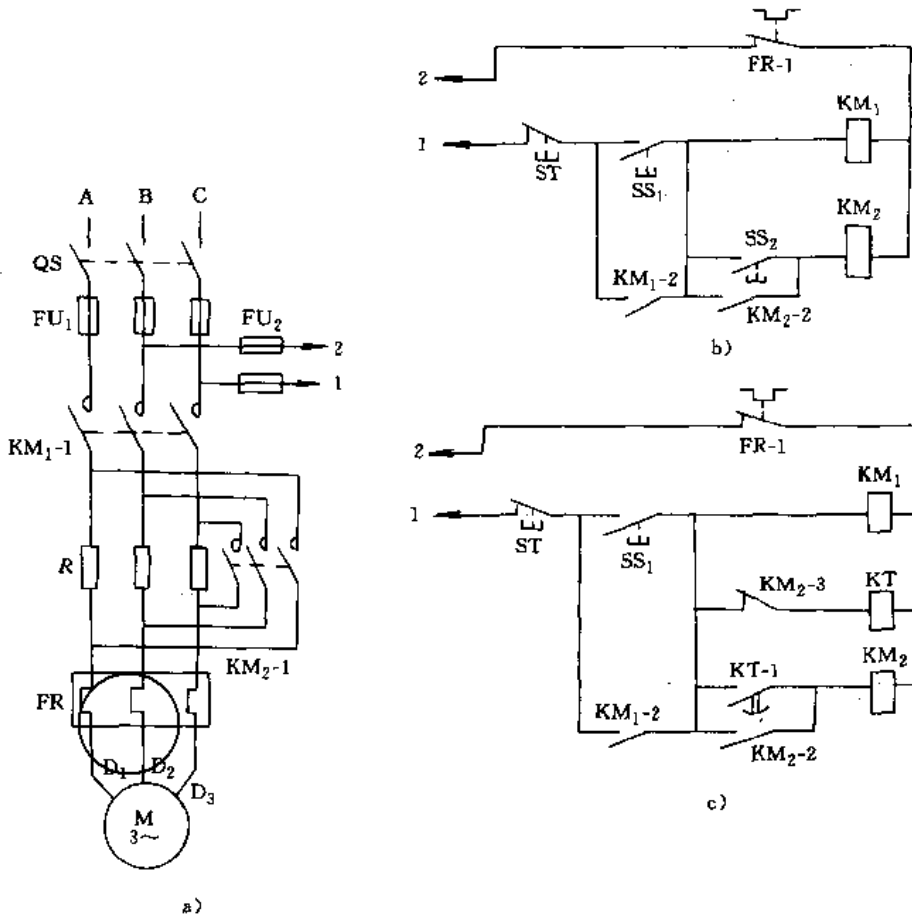 A B C
QS
FU₁
FU₂
2
1
KM₁-1
R
KM₂-1
FR
D₁ D₂
D₃
M
3~
a)
FR-1
2
KM₁
1
ST
SS₁
KM₂
SS₂
KM₁-2
KM₂-2
b)
FR-1
2
KM₁
1
ST
SS₁
KM₂-3
KT
KT-1
KM₂
KM₁-2
KM₂-2
c)